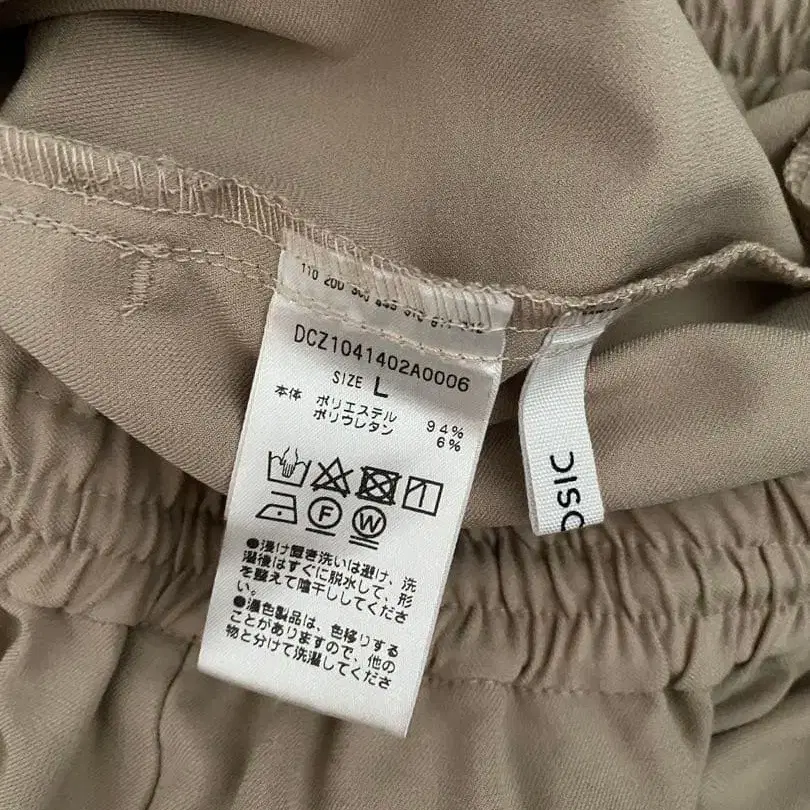 DCZ1041402A0006
SIZE L
本体 ポリエステル 94%
ポリウレタン 6%
F W
●浸け置き洗いは避け、洗
濯後はすぐに脱水して、形
を整えて陰干ししてくださ
い。
●濃色製品は、色移りする
ことがありますので、他の
物と分けて洗濯してくださ
OSIC